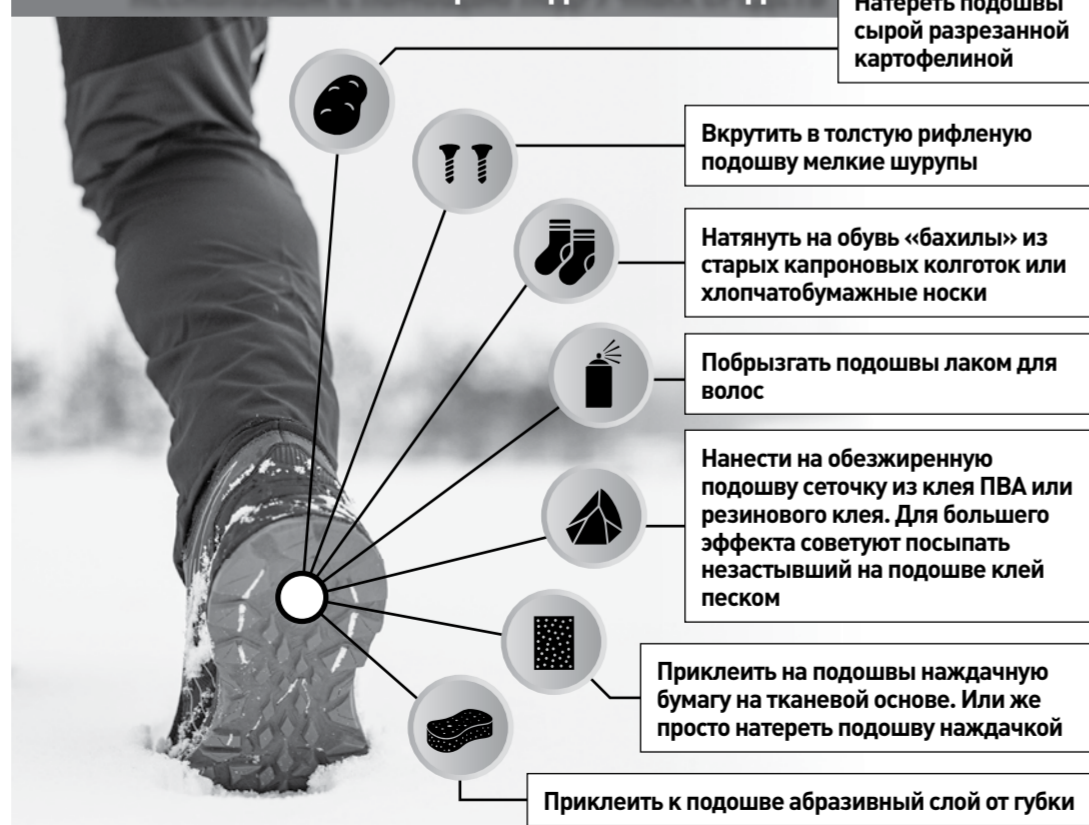 Натереть подошвы
сырой разрезанной
картофелиной
Вкрутить в толстую рифленую
подошву мелкие шурупы
Натянуть на обувь «бахилы» из
старых капроновых колготок или
хлопчатобумажные носки
Побрызгать подошвы лаком для
волос
Нанести на обезжиренную
подошву сеточку из клея ПВА или
резинового клея. Для большего
эффекта советуют посыпать
незастывший на подошве клей
песком
Приклеить на подошвы наждачную
бумагу на тканевой основе. Или же
просто натереть подошву наждачкой
Приклеить к подошве абразивный слой от губки